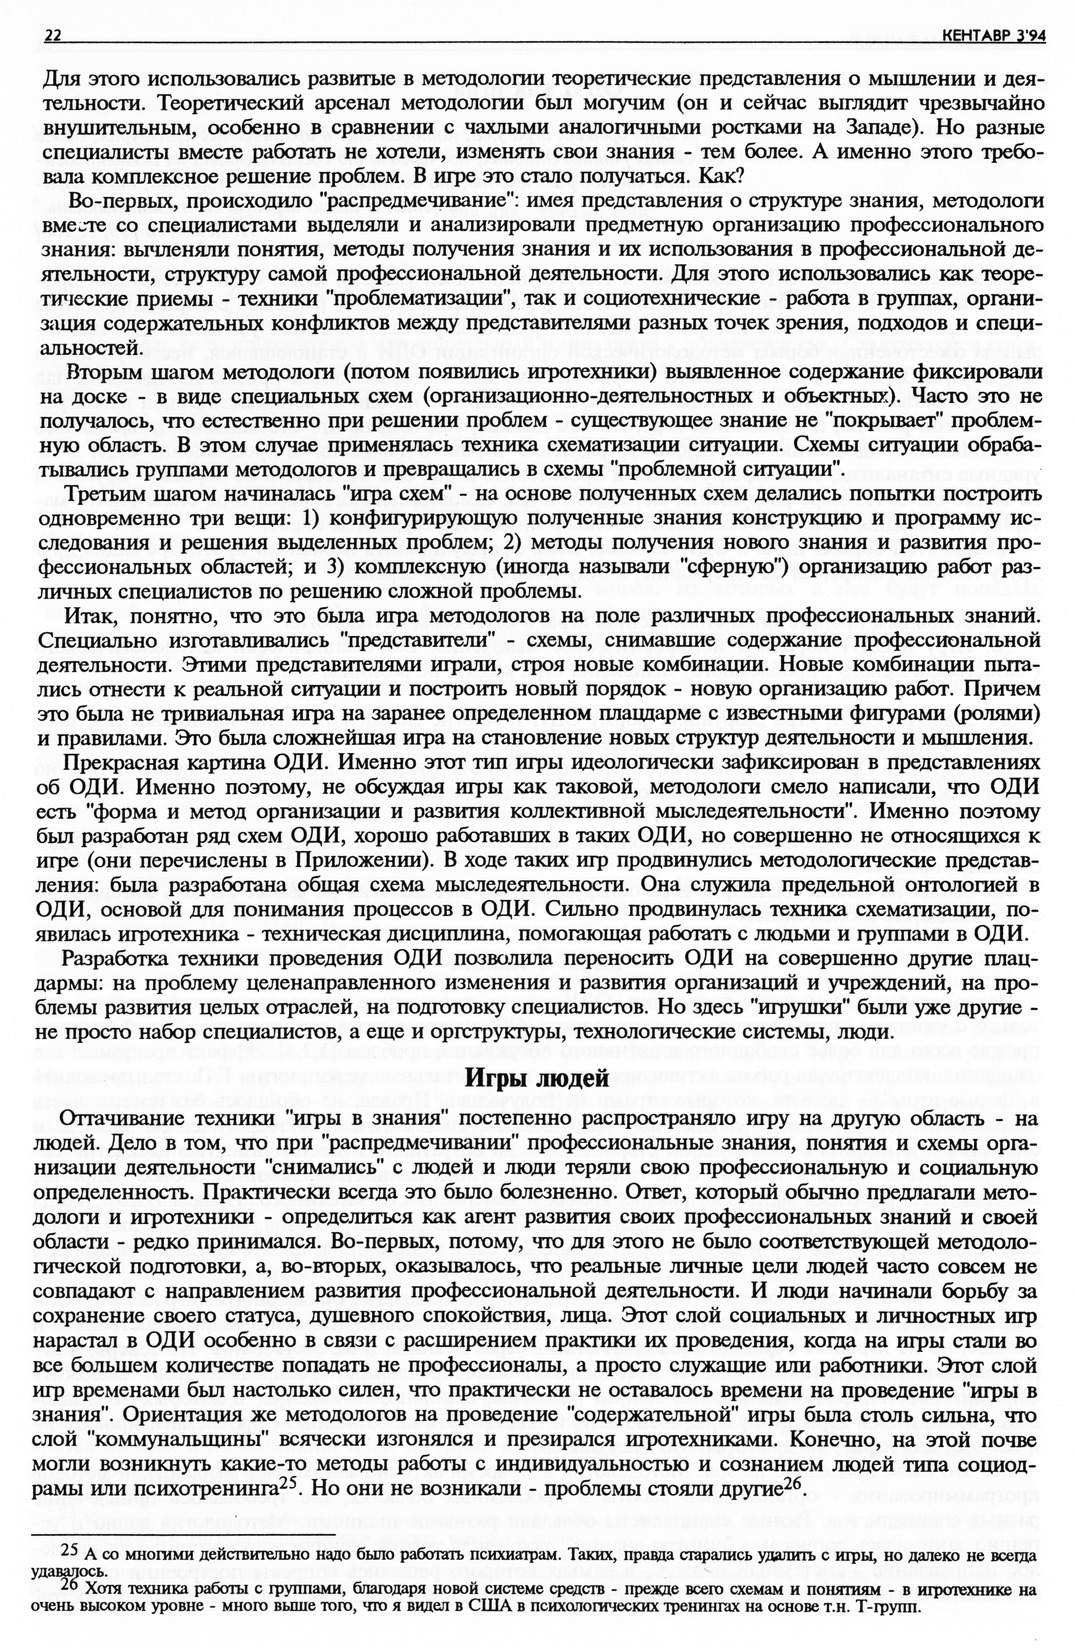 22 КЕНТАВР 3'94
Для этого использовались развитые в методологии теоретические представления о мышлении и дея-
тельности. Теоретический арсенал методологии был могучим (он и сейчас выглядит чрезвычайно
внушительным, особенно в сравнении с чахлыми аналогичными ростками на Западе). Но разные
специалисты вместе работать не хотели, изменять свои знания - тем более. А именно этого требо-
вала комплексное решение проблем. В игре это стало получаться. Как?
Во-первых, происходило "распредмечивание": имея представления о структуре знания, методологи
вместе со специалистами выделяли и анализировали предметную организацию профессионального
знания: вычленяли понятия, методы получения знания и их использования в профессиональной де-
ятельности, структуру самой профессиональной деятельности. Для этого использовались как теоре-
тические приемы - техники "проблематизации", так и социотехнические - работа в группах, органи-
зация содержательных конфликтов между представителями разных точек зрения, подходов и специ-
альностей.
Вторым шагом методологи (потом появились игротехники) выявленное содержание фиксировали
на доске - в виде специальных схем (организационно-деятельностных и объектных). Часто это не
получалось, что естественно при решении проблем - существующее знание не "покрывает" проблем-
ную область. В этом случае применялась техника схематизации ситуации. Схемы ситуации обраба-
тывались группами методологов и превращались в схемы "проблемной ситуации".
Третьим шагом начиналась "игра схем" - на основе полученных схем делались попытки построить
одновременно три вещи: 1) конфигурирующую полученные знания конструкцию и программу ис-
следования и решения выделенных проблем; 2) методы получения нового знания и развития про-
фессиональных областей; и 3) комплексную (иногда называли "сферную") организацию работ раз-
личных специалистов по решению сложной проблемы.
Итак, понятно, что это была игра методологов на поле различных профессиональных знаний.
Специально изготавливались "представители" - схемы, снимавшие содержание профессиональной
деятельности. Этими представителями играли, строя новые комбинации. Новые комбинации пыта-
лись отнести к реальной ситуации и построить новый порядок - новую организацию работ. Причем
это была не тривиальная игра на заранее определенном плацдарме с известными фигурами (ролями)
и правилами. Это была сложнейшая игра на становление новых структур деятельности и мышления.
Прекрасная картина ОДИ. Именно этот тип игры идеологически зафиксирован в представлениях
об ОДИ. Именно поэтому, не обсуждая игры как таковой, методологи смело написали, что ОДИ
есть "форма и метод организации и развития коллективной мыследеятельности". Именно поэтому
был разработан ряд схем ОДИ, хорошо работавших в таких ОДИ, но совершенно не относящихся к
игре (они перечислены в Приложении). В ходе таких игр продвинулись методологические представ-
ления: была разработана общая схема мыследеятельности. Она служила предельной онтологией в
ОДИ, основой для понимания процессов в ОДИ. Сильно продвинулась техника схематизации, по-
явилась игротехника - техническая дисциплина, помогающая работать с людьми и группами в ОДИ.
Разработка техники проведения ОДИ позволила переносить ОДИ на совершенно другие плац-
дармы: на проблему целенаправленного изменения и развития организаций и учреждений, на про-
блемы развития целых отраслей, на подготовку специалистов. Но здесь "игрушки" были уже другие -
не просто набор специалистов, а еще и оргструктуры, технологические системы, люди.
Игры людей
Оттачивание техники "игры в знания" постепенно распространяло игру на другую область - на
людей. Дело в том, что при "распредмечивании" профессиональные знания, понятия и схемы орга-
низации деятельности "снимались" с людей и люди теряли свою профессиональную и социальную
определенность. Практически всегда это было болезненно. Ответ, который обычно предлагали мето-
дологи и игротехники - определиться как агент развития своих профессиональных знаний и своей
области - редко принимался. Во-первых, потому, что для этого не было соответствующей методоло-
гической подготовки, а, во-вторых, оказывалось, что реальные личные цели людей часто совсем не
совпадают с направлением развития профессиональной деятельности. И люди начинали борьбу за
сохранение своего статуса, душевного спокойствия, лица. Этот слой социальных и личностных игр
нарастал в ОДИ особенно в связи с расширением практики их проведения, когда на игры стали во
все большем количестве попадать не профессионалы, а просто служащие или работники. Этот слой
игр временами был настолько силен, что практически не оставалось времени на проведение "игры в
знания". Ориентация же методологов на проведение "содержательной" игры была столь сильна, что
слой "коммунальщины" всячески изгонялся и презирался игротехниками. Конечно, на этой почве
могли возникнуть какие-то методы работы с индивидуальностью и сознанием людей типа социод-
рамы или психотренинга25. Но они не возникали - проблемы стояли другие26.
25 А со многими действительно надо было работать психиатрам. Таких, правда старались удалить с игры, но далеко не всегда
удавалось.
26 Хотя техника работы с группами, благодаря новой системе средств - прежде всего схемам и понятиям - в игротехнике на
очень высоком уровне - много выше того, что я видел в США в психологических тренингах на основе т.н. Т-групп.